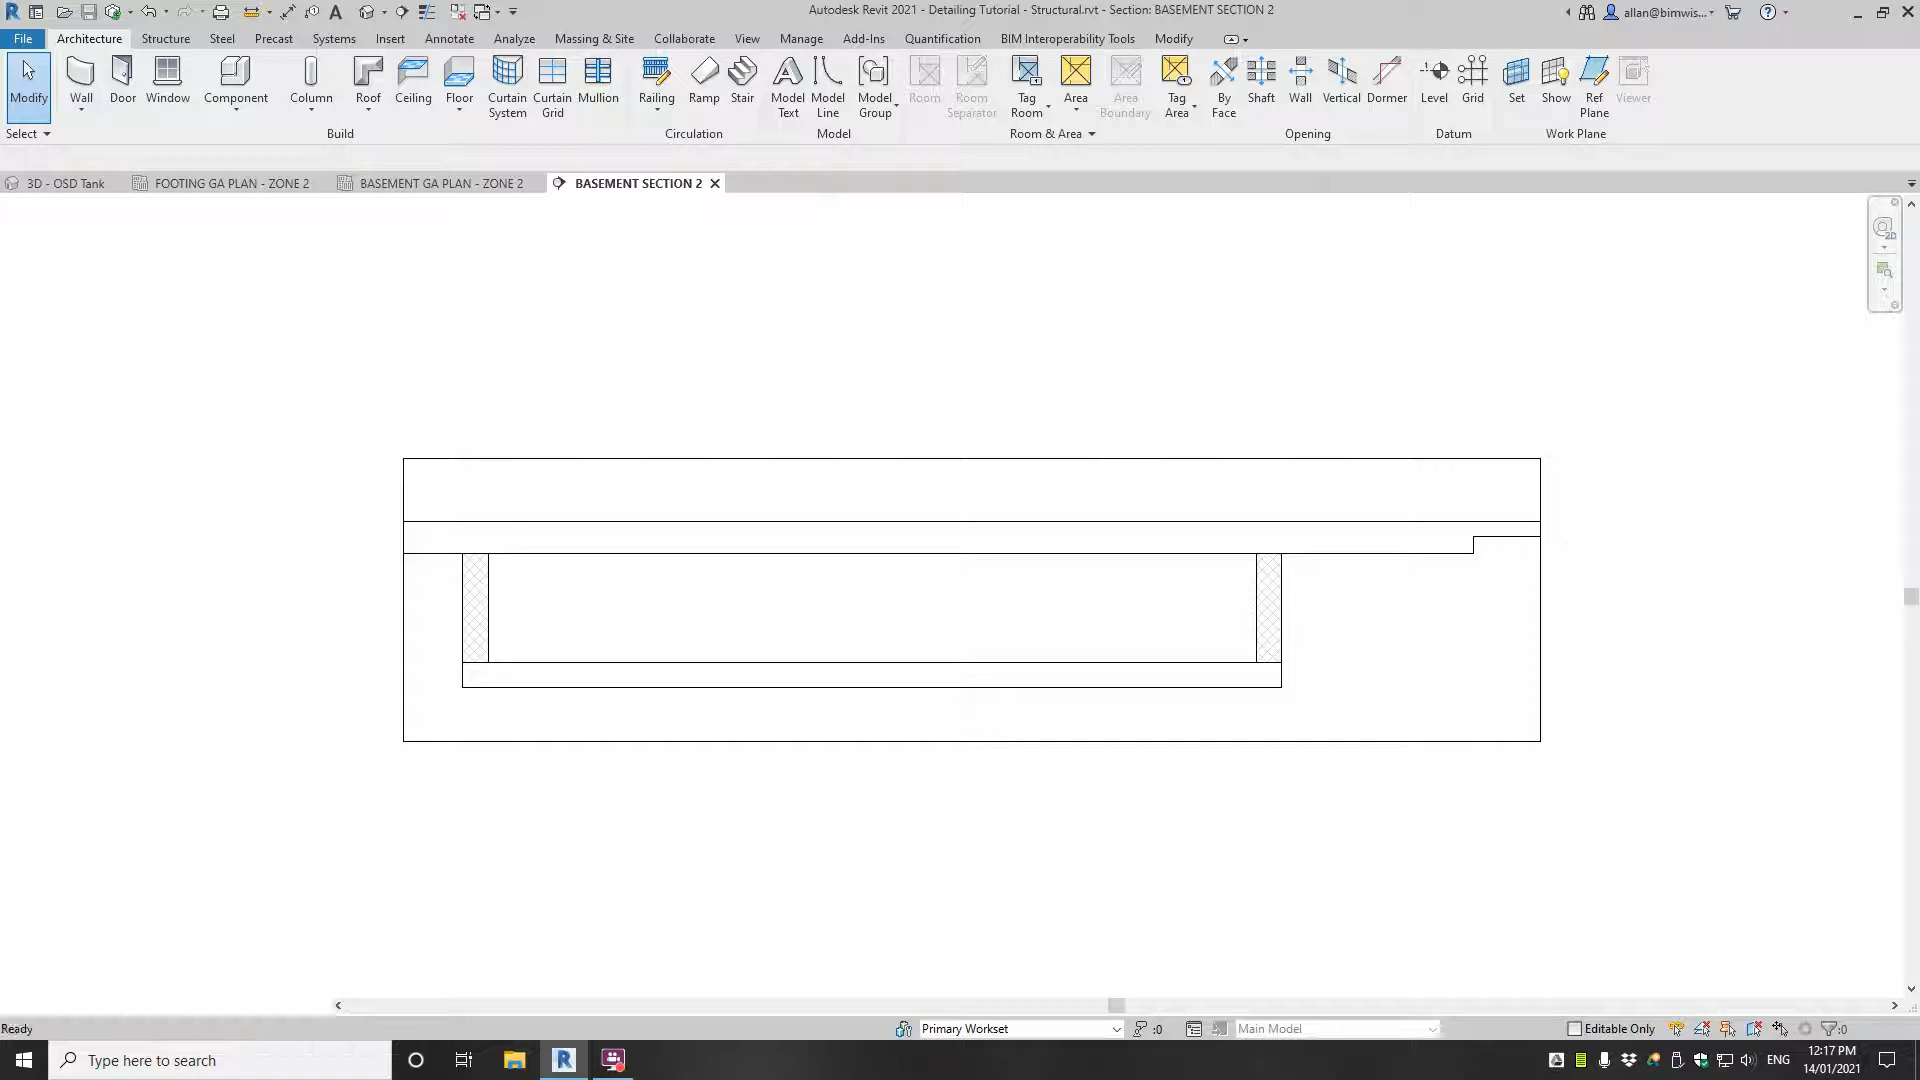 Autodesk Revit 2021 - Detailing Tutorial - Structural.rvt - Section: BASEMENT SECTION 2
allan@bimwis...
File Architecture Structure Steel Precast Systems Insert Annotate Analyze Massing & Site Collaborate View Manage Add-Ins Quantification BIM Interoperability Tools Modify
Modify Wall Door Window Component Column Roof Ceiling Floor Curtain System Curtain Grid Mullion Railing Ramp Stair Model Text Model Line Model Group Room Room Separator Tag Room Area Area Boundary Tag Area By Face Shaft Wall Vertical Dormer Level Grid Set Show Ref Plane Viewer
Select Build Circulation Model Room & Area Opening Datum Work Plane
3D - OSD Tank FOOTING GA PLAN - ZONE 2 BASEMENT GA PLAN - ZONE 2 BASEMENT SECTION 2
2D
Ready Primary Workset :0 Main Model Editable Only :0
Type here to search ENG 12:17 PM
14/01/2021